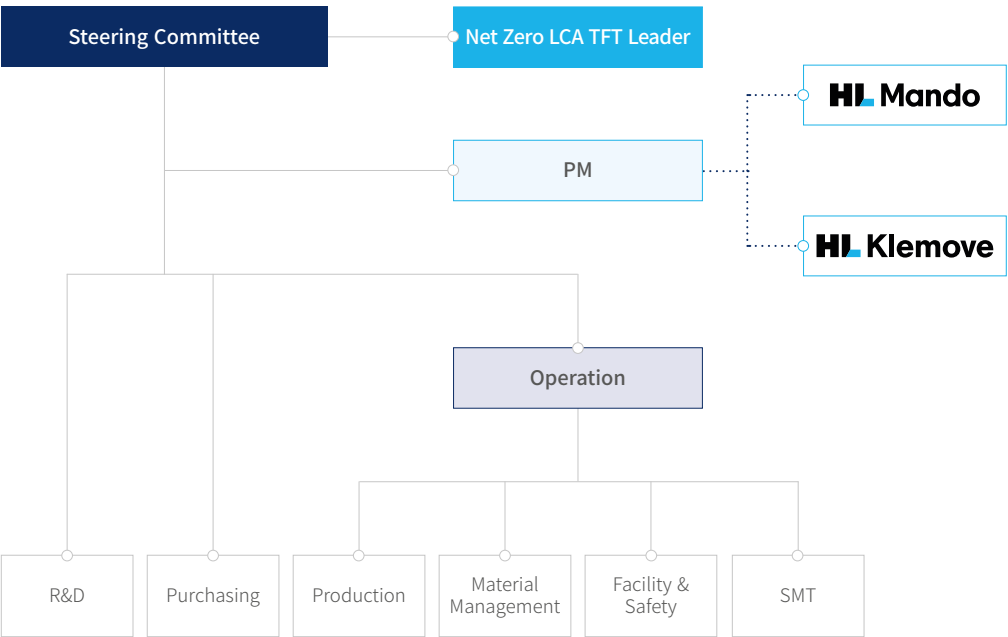 Steering Committee
Net Zero LCA TFT Leader
HL Mando
PM
HL Klemove
Operation
R&D
Purchasing
Production
Material
Management
Facility &
Safety
SMT